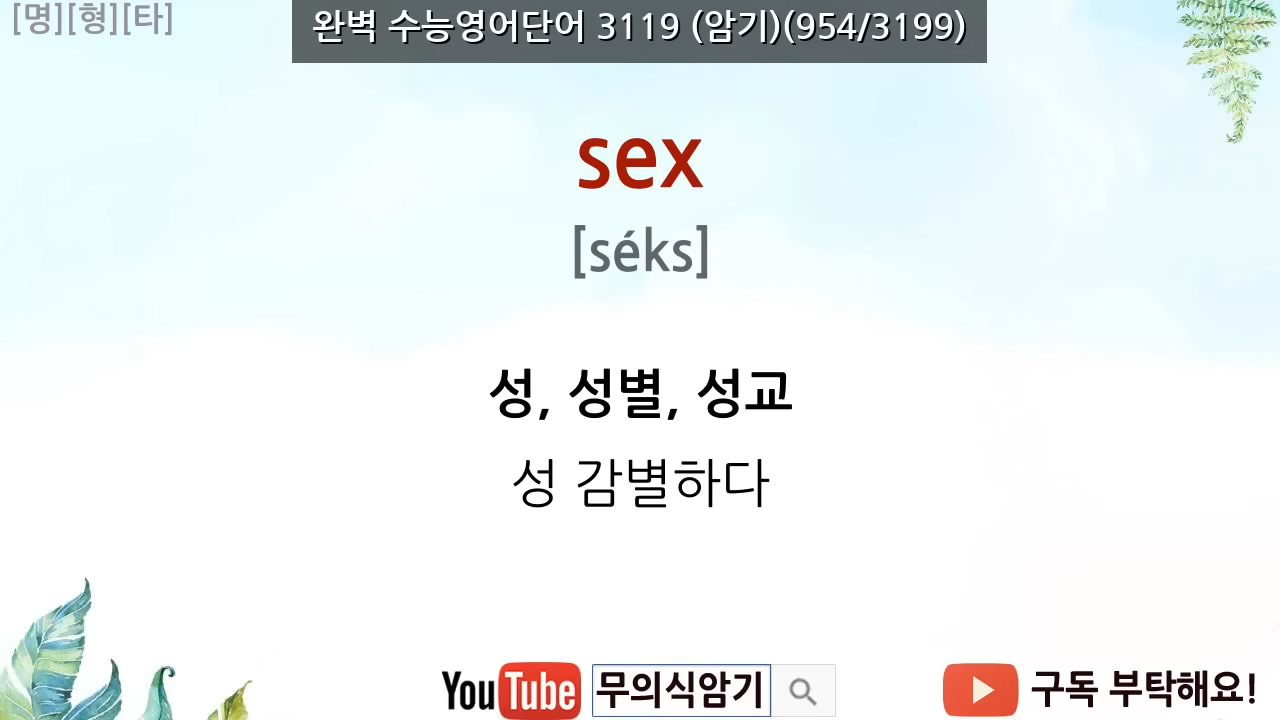 [명][형][타]
완벽 수능영어단어 3119 (암기)(954/3199)
sex
[séks]
성, 성별, 성교
성 감별하다
YouTube 무의식암기
구독 부탁해요!